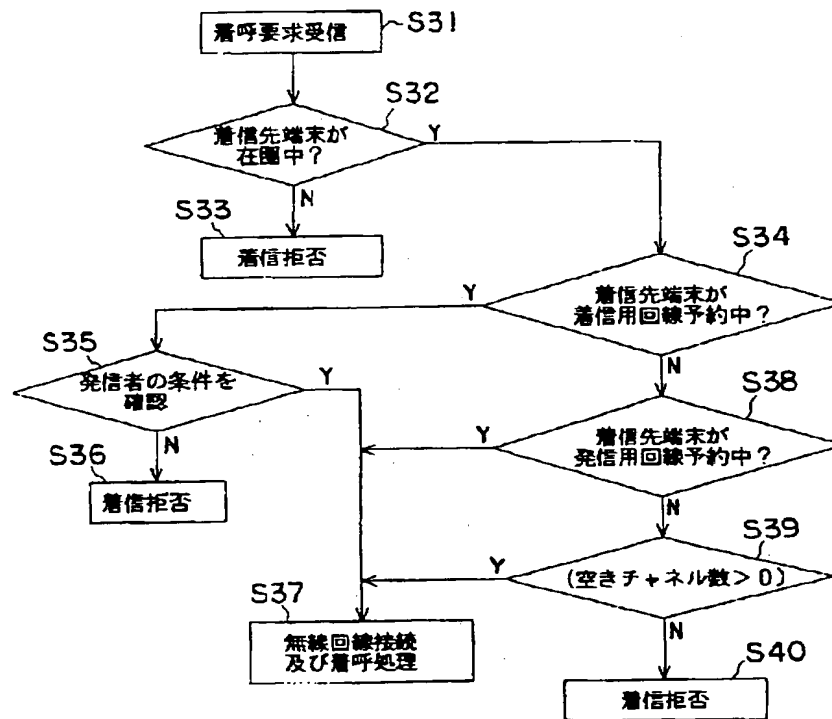 S31
着呼要求受信
S32
着信先端末が
在圏中?
Y
N
S33
着信拒否
S34
着信先端末が
着信用回線予約中?
Y
N
S35
発信者の条件を
確認
Y
N
S36
着信拒否
S38
着信先端末が
発信用回線予約中?
Y
N
S39
(空きチャネル数>0)
Y
N
S37
無線回線接続
及び着呼処理
S40
着信拒否